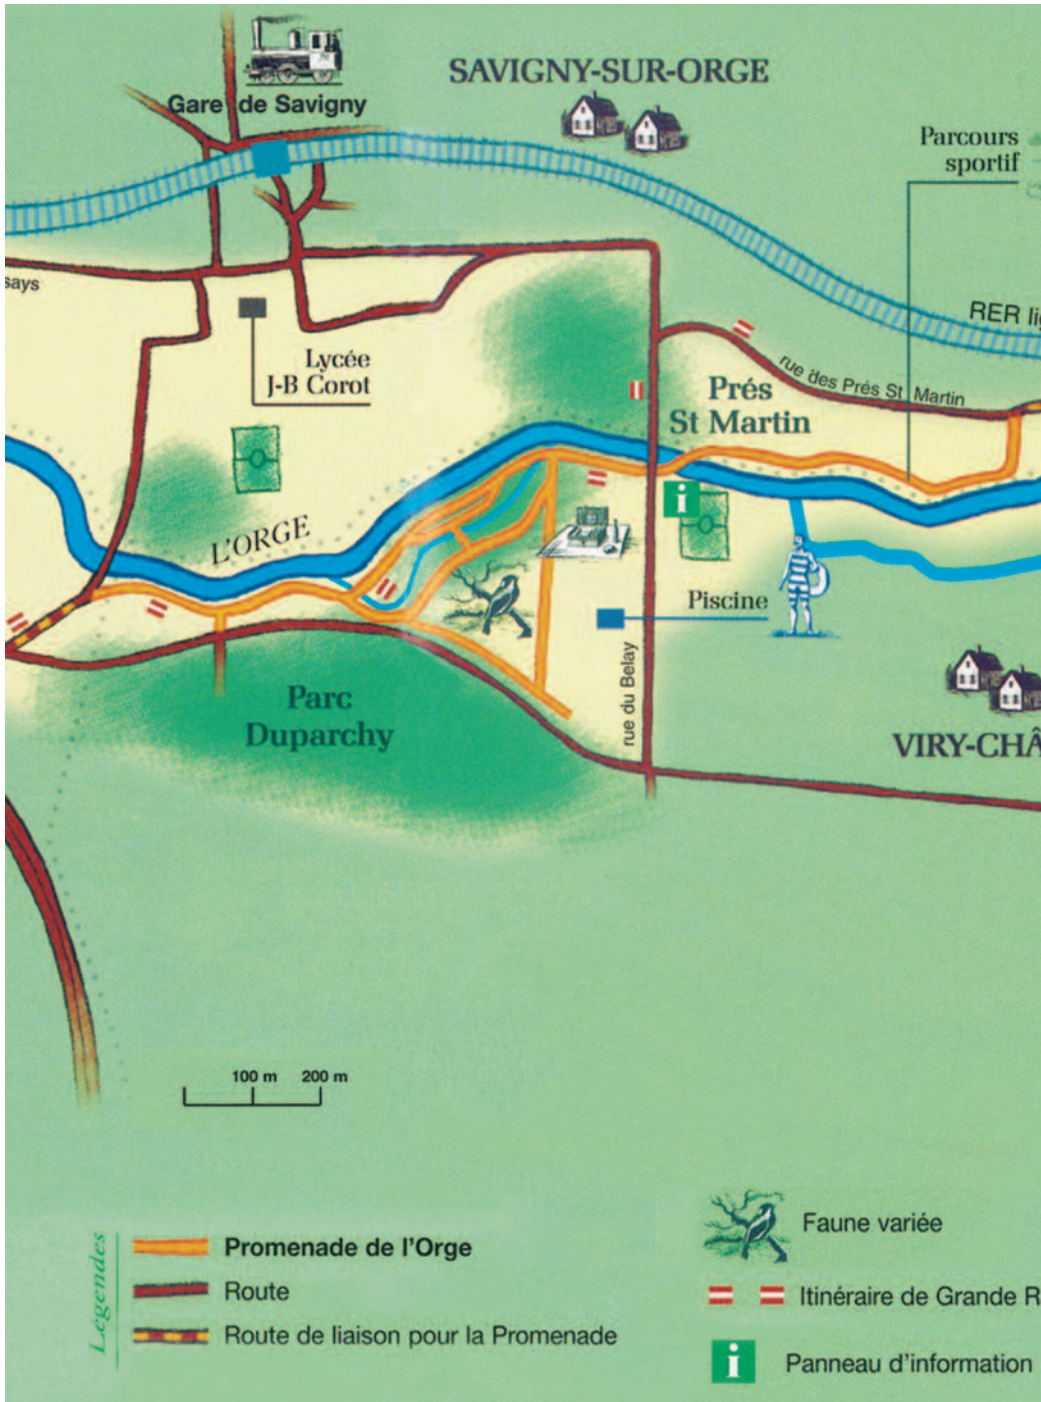 SAVIGNY-SUR-ORGE
Gare de Savigny
Parcours
sportif
says
RER
Lycée
J-B Corot
rue des Prés St Martin
Prés
St Martin
L'ORGE
i
Piscine
rue du Belay
Parc
Duparchy
VIRY-CHÂ
100 m 200 m
Légendes
Promenade de l'Orge
Route
Route de liaison pour la Promenade
Faune variée
Itinéraire de Grande R
i
Panneau d'information